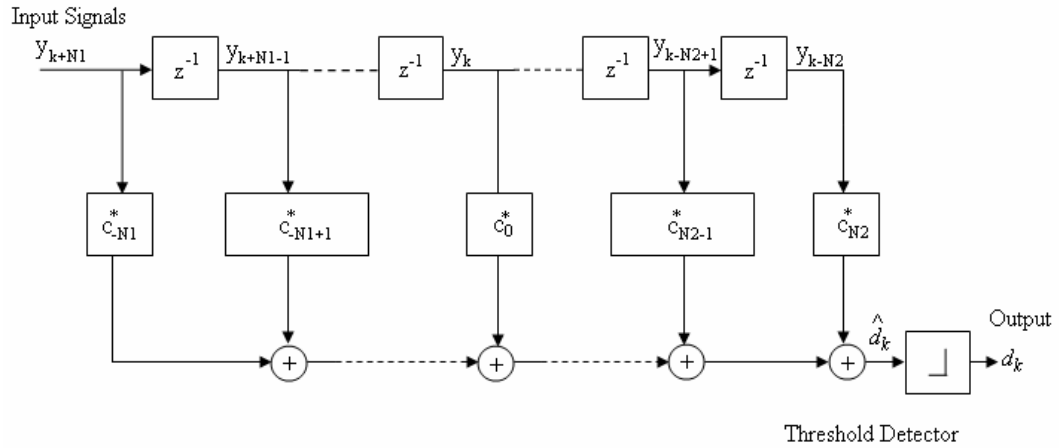 Input Signals
y_{k+N1} y_{k+N1-1} y_k y_{k-N2+1} y_{k-N2}
z^{-1} z^{-1} z^{-1} z^{-1}
c^*_{-N1} c^*_{-N1+1} c^*_0 c^*_{N2-1} c^*_{N2}
Output
+ + + + \hat{d}_k d_k
Threshold Detector